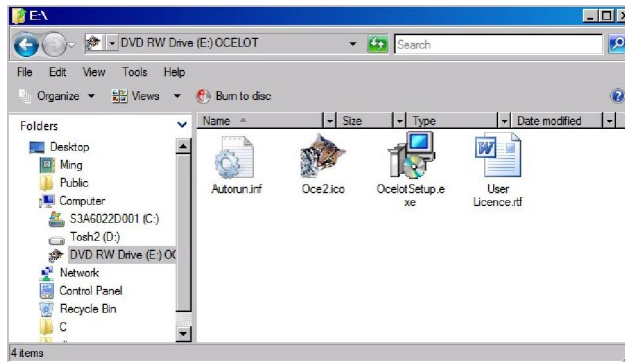 E:\
DVD RW Drive (E:) OCELOT
Search
File Edit View Tools Help
Organize Views Burn to disc
Folders
Name Size Type Date modified
Desktop
Ming
Public
Computer
S3A6022D001 (C:)
Tosh2 (D:)
DVD RW Drive (E:) OC
Network
Control Panel
Recycle Bin
C
Autorun.inf
Oce2.ico
OcelotSetup.e
xe
User
Licence.rtf
4 items